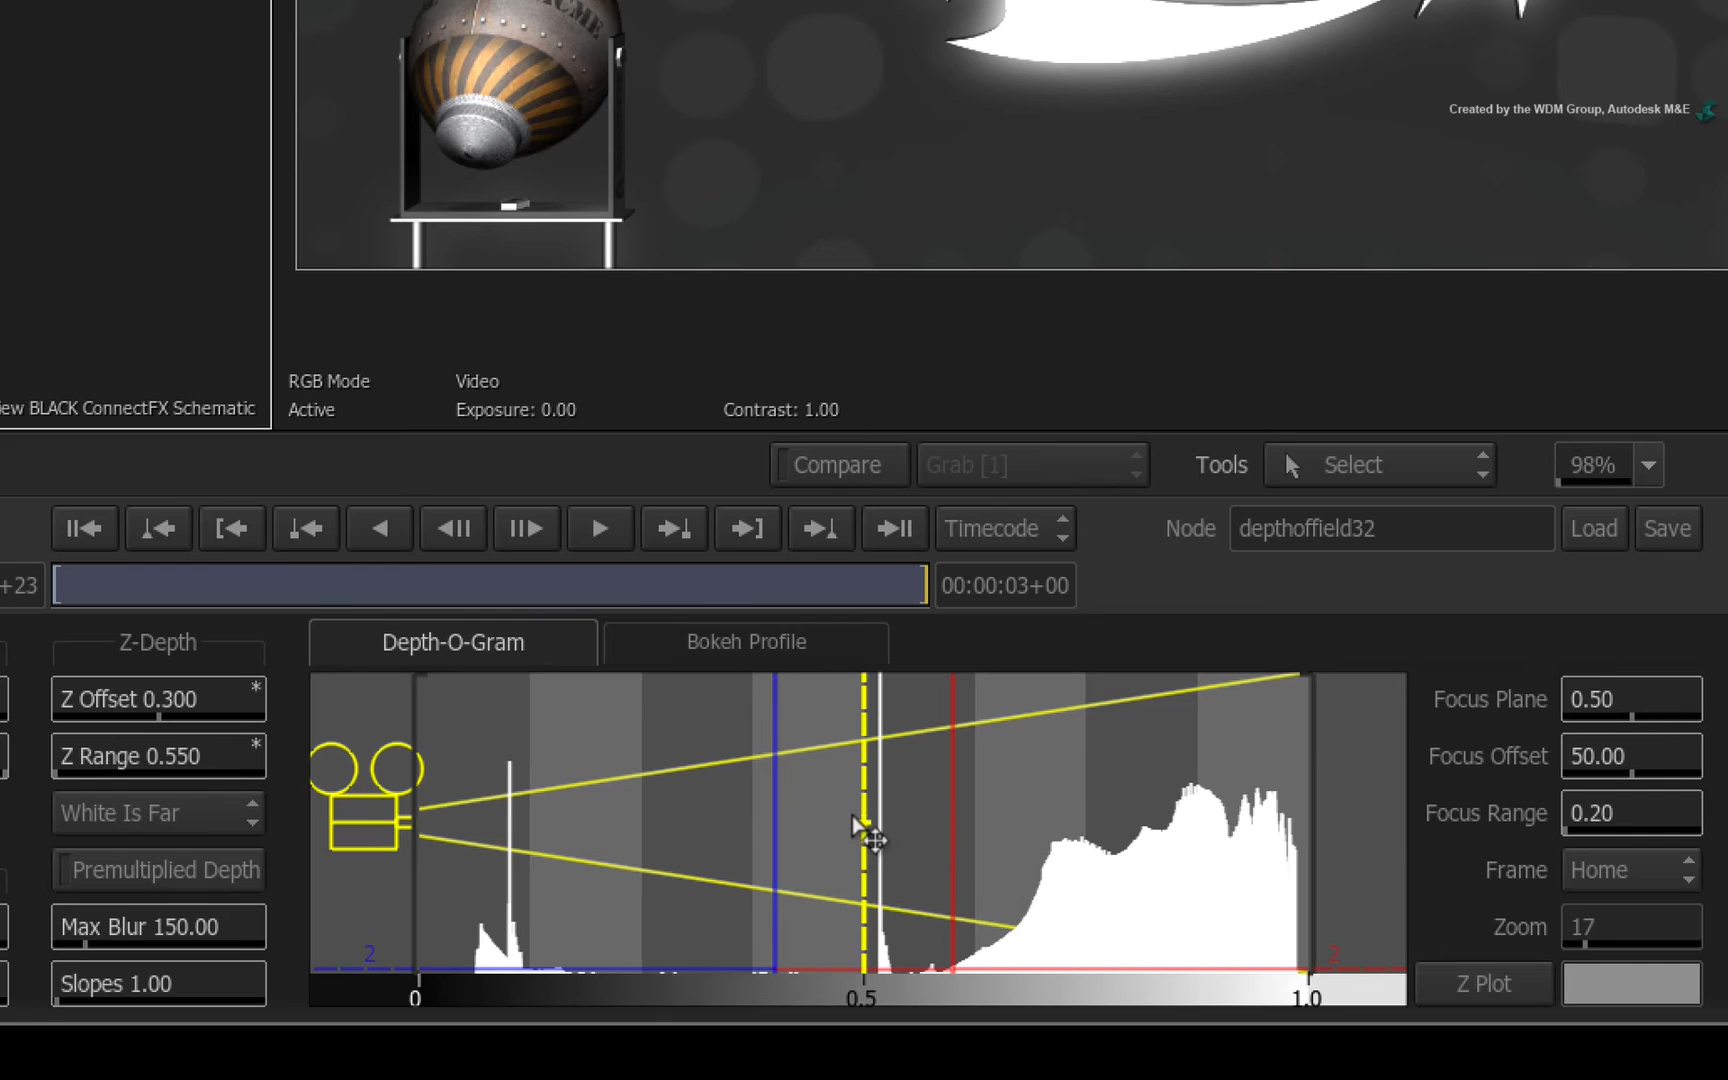 ACME
Created by the WDM Group, Autodesk M&E
RGB Mode
Video
iew BLACK ConnectFX Schematic
Active
Exposure: 0.00
Contrast: 1.00
Compare
Grab [1]
Tools
Select
98%
Timecode
Node
depthoffield32
Load
Save
+23
00:00:03+00
Z-Depth
Depth-O-Gram
Bokeh Profile
Z Offset 0.300
*
Focus Plane
0.50
Z Range 0.550
*
Focus Offset
50.00
White Is Far
Focus Range
0.20
Premultiplied Depth
Frame
Home
Max Blur 150.00
Zoom
17
2
2
Slopes 1.00
0
0.5
1.0
Z Plot